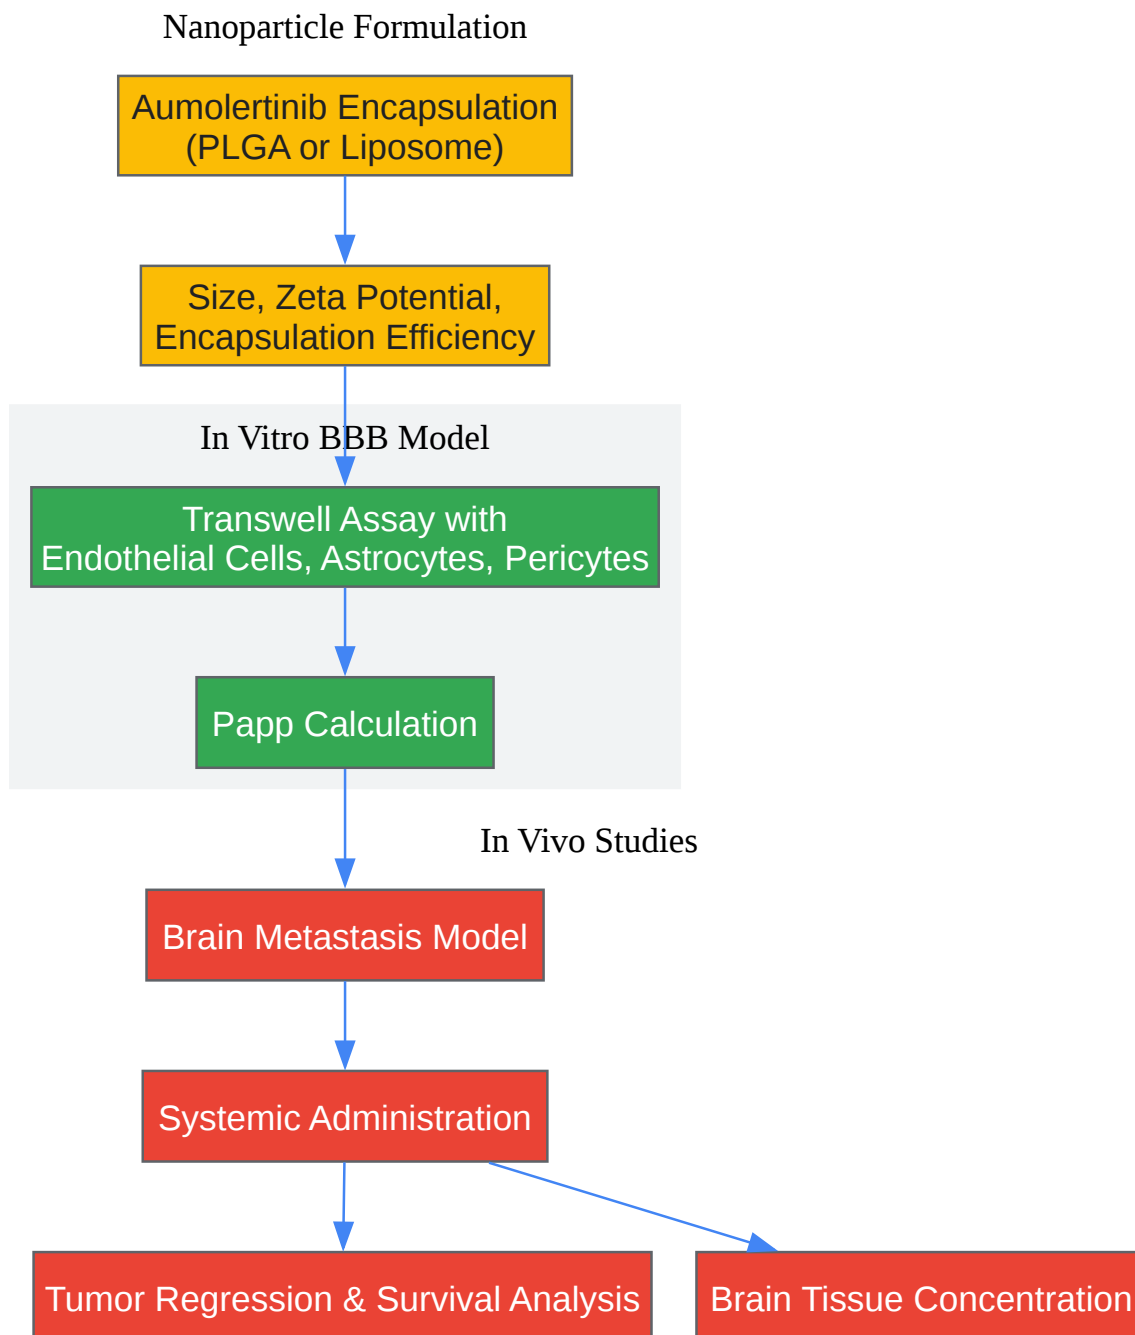 Nanoparticle Formulation
Aumolertinib Encapsulation
(PLGA or Liposome)
Size, Zeta Potential,
Encapsulation Efficiency
In Vitro BBB Model
Transwell Assay with
Endothelial Cells, Astrocytes, Pericytes
Papp Calculation
In Vivo Studies
Brain Metastasis Model
Systemic Administration
Tumor Regression & Survival Analysis
Brain Tissue Concentration